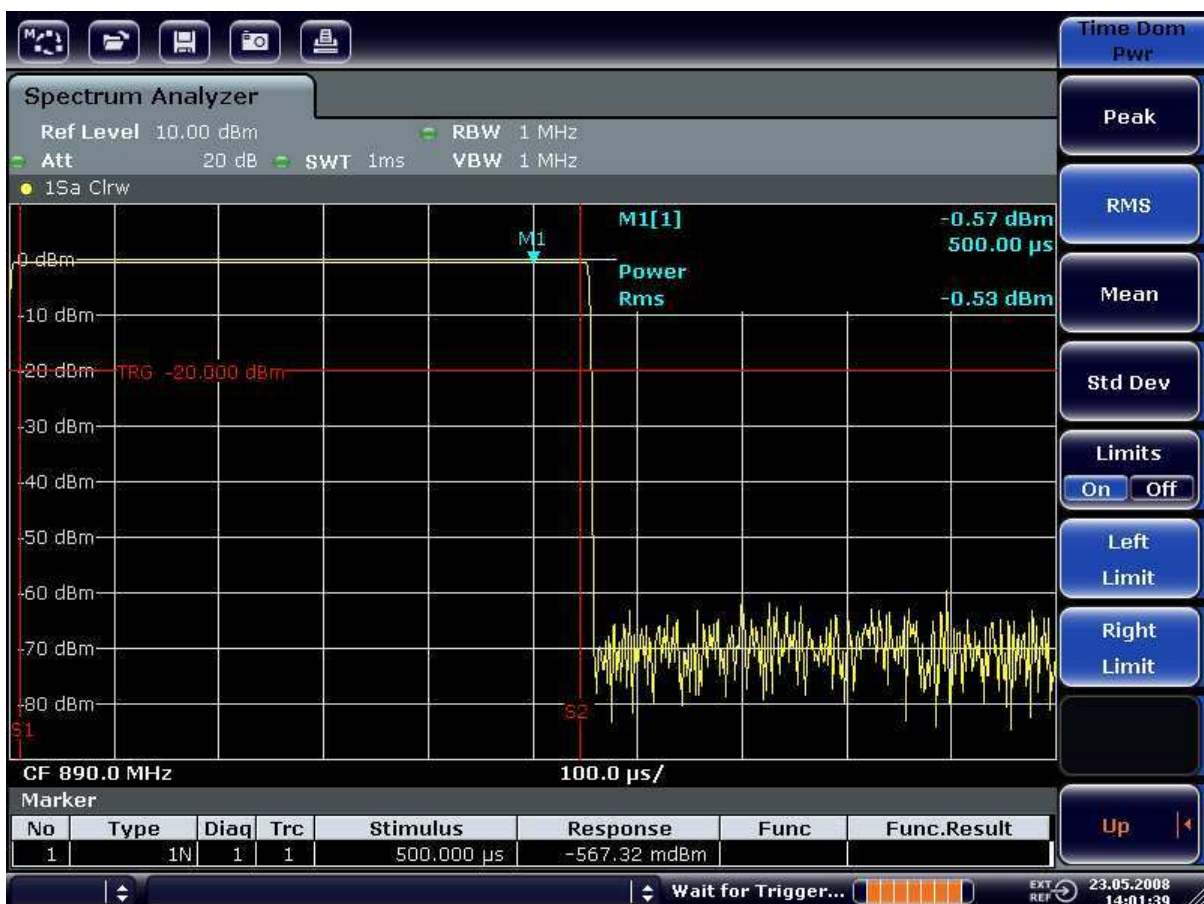 Time Dom
Pwr
Spectrum Analyzer
Ref Level 10.00 dBm RBW 1 MHz
Att 20 dB SWT 1ms VBW 1 MHz
1Sa Clrw
M1[1] -0.57 dBm
500.00 µs
M1
Power
Rms -0.53 dBm
0 dBm
-10 dBm
-20 dBm
TRG -20.000 dBm
-30 dBm
-40 dBm
-50 dBm
-60 dBm
-70 dBm
-80 dBm
S1
S2
CF 890.0 MHz 100.0 µs/
Marker
No Type Diag Trc Stimulus Response Func Func.Result
1 1N 1 1 500.000 µs -567.32 mdBm
Peak
RMS
Mean
Std Dev
Limits
On Off
Left
Limit
Right
Limit
Up
Wait for Trigger...
EXT
REF
23.05.2008
14:01:39